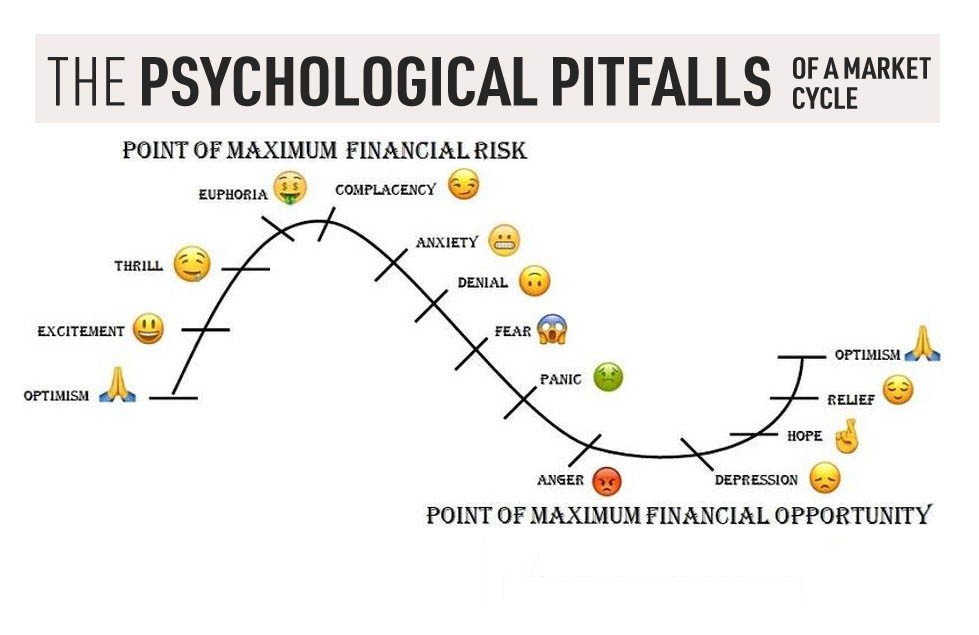 THE PSYCHOLOGICAL PITFALLS OF A MARKET CYCLE
POINT OF MAXIMUM FINANCIAL RISK
EUPHORIA
COMPLACENCY
THRILL
ANXIETY
DENIAL
EXCITEMENT
FEAR
OPTIMISM
PANIC
OPTIMISM
RELIEF
HOPE
ANGER
DEPRESSION
POINT OF MAXIMUM FINANCIAL OPPORTUNITY